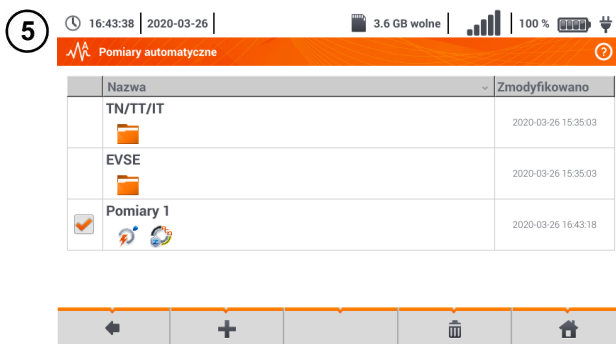 5
16:43:38 2020-03-26 3.6 GB wolne 100 %
Pomiary automatyczne ?
Nazwa Zmodyfikowano
TN/TT/IT
2020-03-26 15:35:03
EVSE
2020-03-26 15:35:03
Pomiary 1
2020-03-26 16:43:18